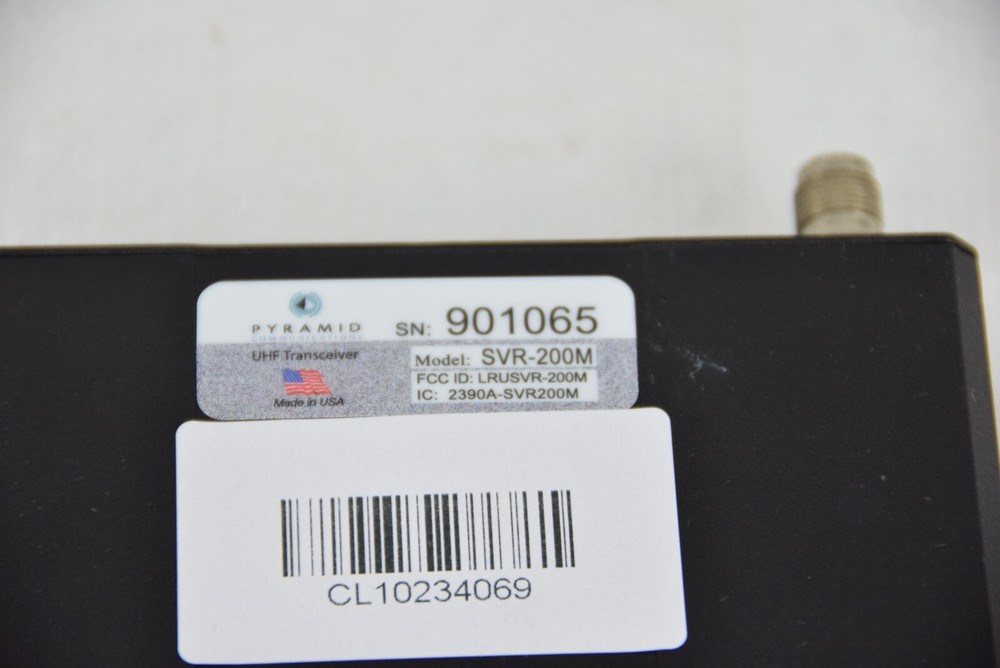 PYRAMID
COMMUNICATIONS
SN: 901065
UHF Transceiver
Model: SVR-200M
FCC ID: LRUSVR-200M
IC: 2390A-SVR200M
Made in USA
CL10234069